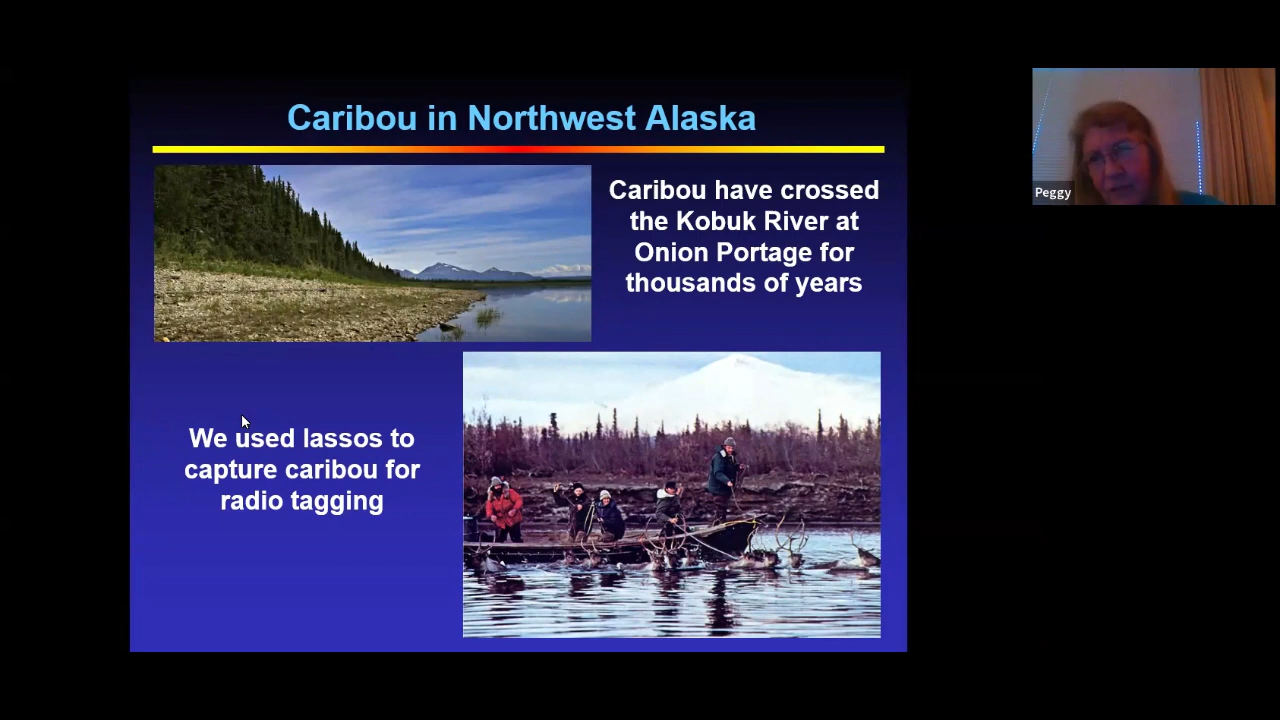 Caribou in Northwest Alaska
Caribou have crossed
the Kobuk River at
Onion Portage for
thousands of years
Peggy
We used lassos to
capture caribou for
radio tagging